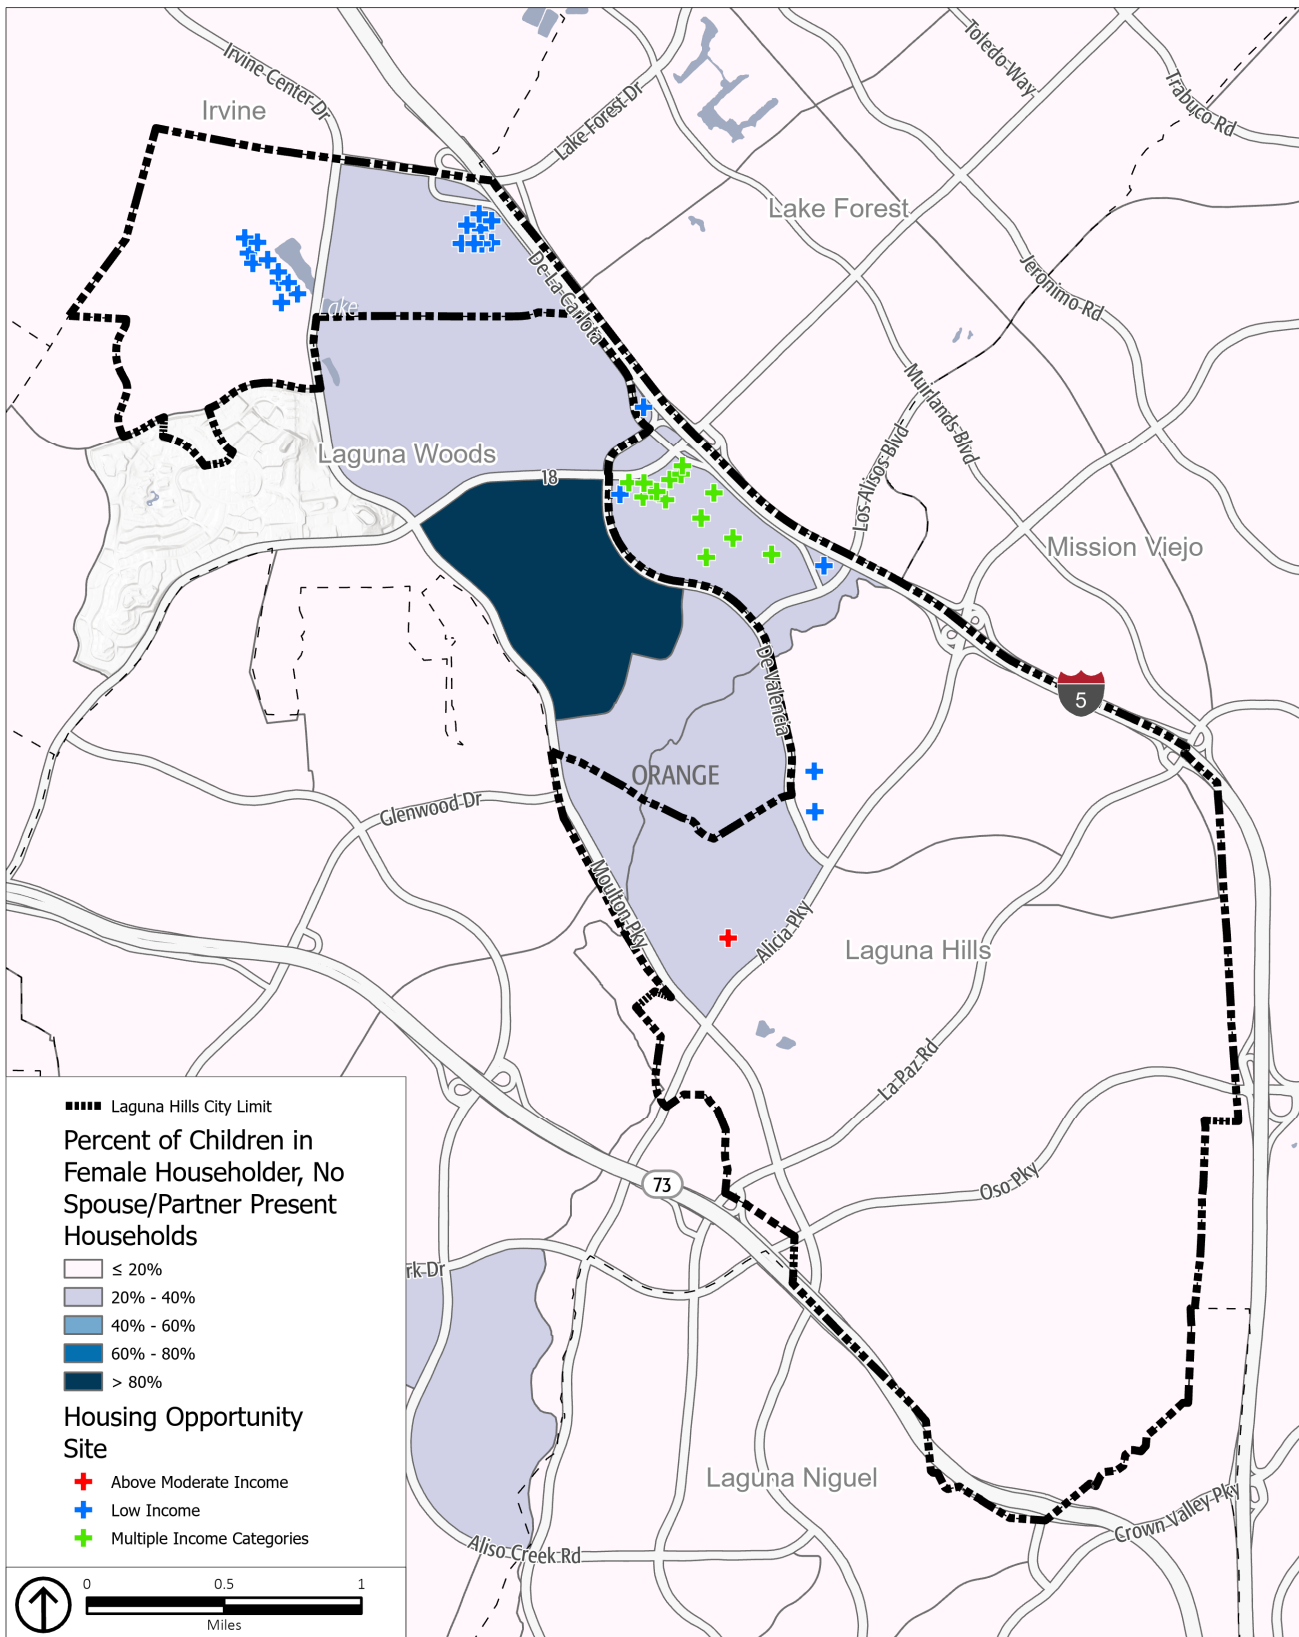 Irvine Center Dr
Irvine
Lake Forest Dr
Toledo Way
Trabuco Rd
Lake Forest
Jeronimo Rd
De La Carlota
Lake
Muirlands Blvd
Los Alisos Blvd
Laguna Woods
18
Mission Viejo
De Valencia
5
ORANGE
Glenwood Dr
Moulton Pky
Alicia Pky
Laguna Hills
La Paz Rd
Oso Pky
73
rk Dr
Laguna Niguel
Crown Valley Pky
Aliso Creek Rd
Laguna Hills City Limit
Percent of Children in
Female Householder, No
Spouse/Partner Present
Households
≤ 20%
20% - 40%
40% - 60%
60% - 80%
> 80%
Housing Opportunity
Site
Above Moderate Income
Low Income
Multiple Income Categories
0 0.5 1
Miles